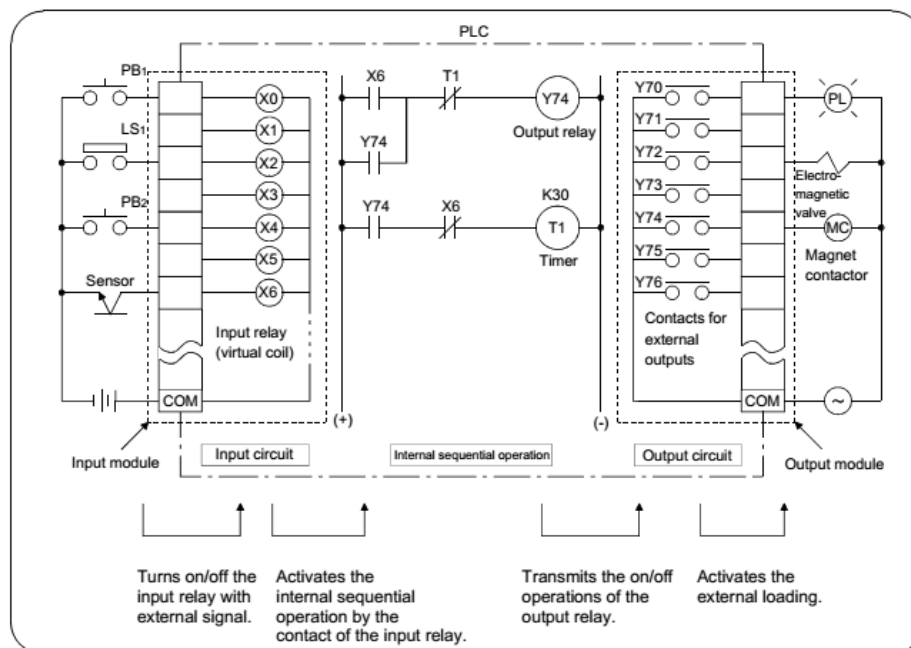 PLC
PB1
LS1
PB2
Sensor
X0
X1
X2
X3
X4
X5
X6
Input relay
(virtual coil)
COM
X6
T1
Y74
Output relay
Y74
Y74
X6
K30
T1
Timer
(+)
(-)
Y70
Y71
Y72
Y73
Y74
Y75
Y76
Contacts for
external
outputs
COM
PL
Electro-
magnetic
valve
MC
Magnet
contactor
~
Input module
Input circuit
Internal sequential operation
Output circuit
Output module
Turns on/off the
input relay with
external signal.
Activates the
internal sequential
operation by the
contact of the input relay.
Transmits the on/off
operations of the
output relay.
Activates the
external loading.